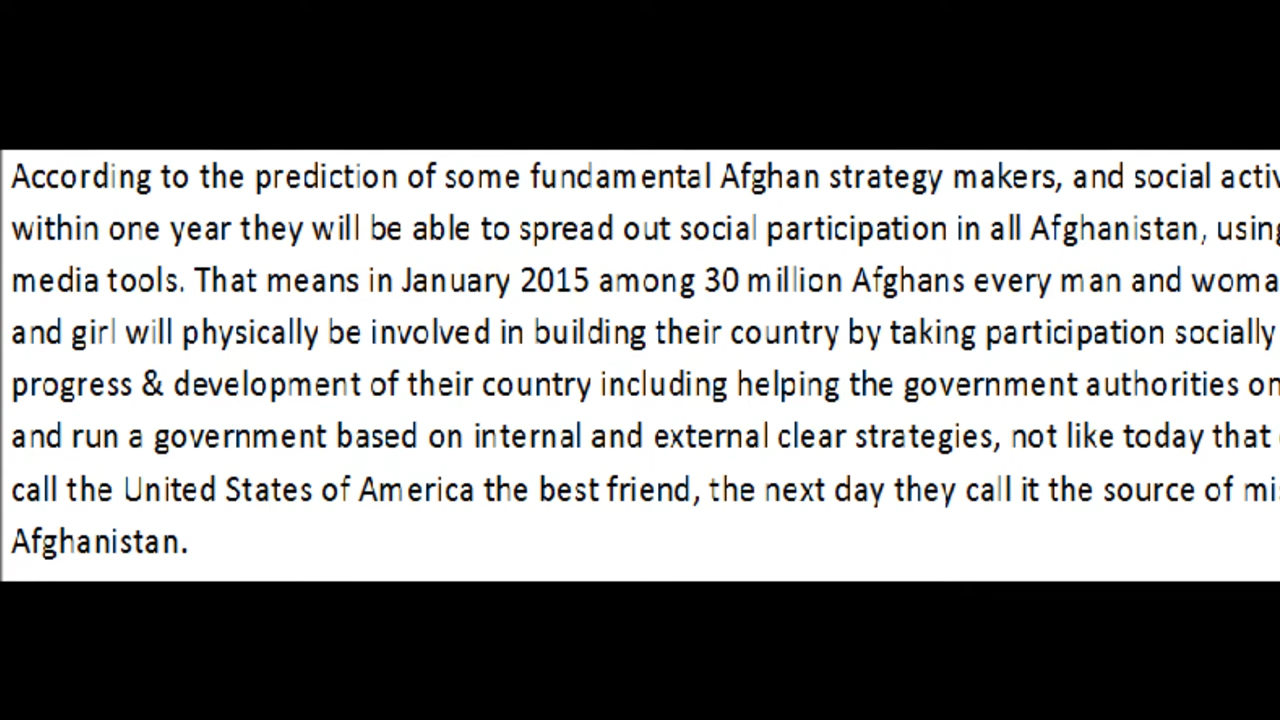 According to the prediction of some fundamental Afghan strategy makers, and social
within one year they will be able to spread out social participation in all Afghanistan,
media tools. That means in January 2015 among 30 million Afghans every man and
and girl will physically be involved in building their country by taking participation socially
progress & development of their country including helping the government authorities on
and run a government based on internal and external clear strategies, not like today that
call the United States of America the best friend, the next day they call it the source of
Afghanistan.